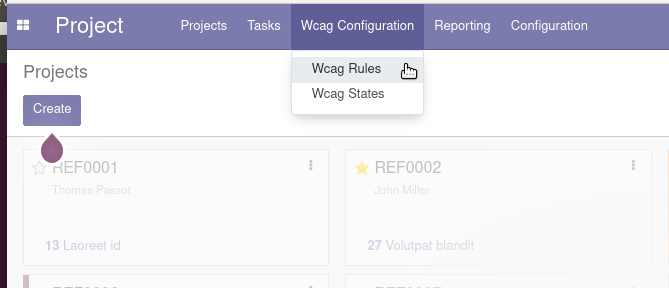 Project
Projects Tasks Wcag Configuration Reporting Configuration
Wcag Rules
Wcag States
Projects
Create
REF0001
Thomas Passot
13 Laoreet id
REF0002
John Miller
27 Volutpat blandit